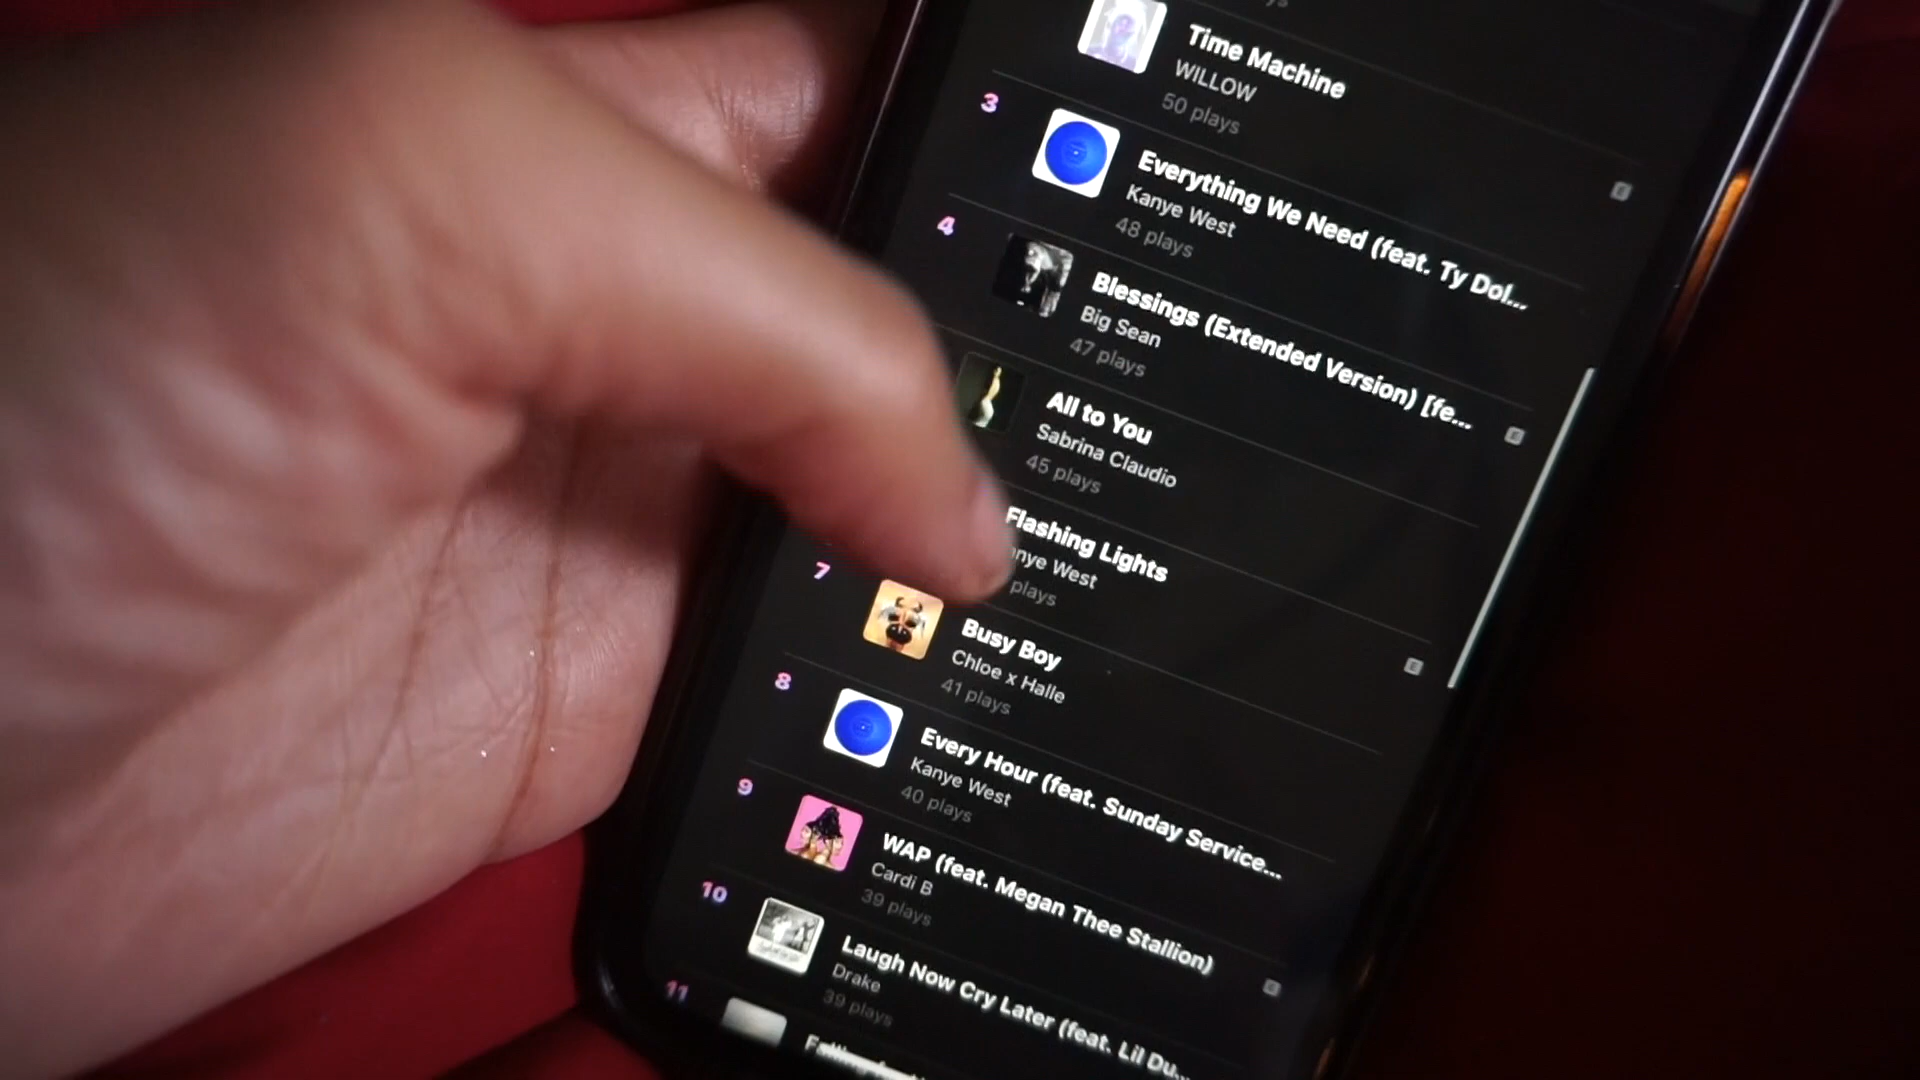 Time Machine
WILLOW
50 plays
3
Everything We Need (feat. Ty Dol...
Kanye West
48 plays
4
Blessings (Extended Version) [fe...
Big Sean
47 plays
All to You
Sabrina Claudio
45 plays
Flashing Lights
anye West
plays
7
Busy Boy
Chloe x Halle
41 plays
8
Every Hour (feat. Sunday Service...
Kanye West
40 plays
9
WAP (feat. Megan Thee Stallion)
Cardi B
39 plays
10
Laugh Now Cry Later (feat. Lil Du...
Drake
39 plays
11